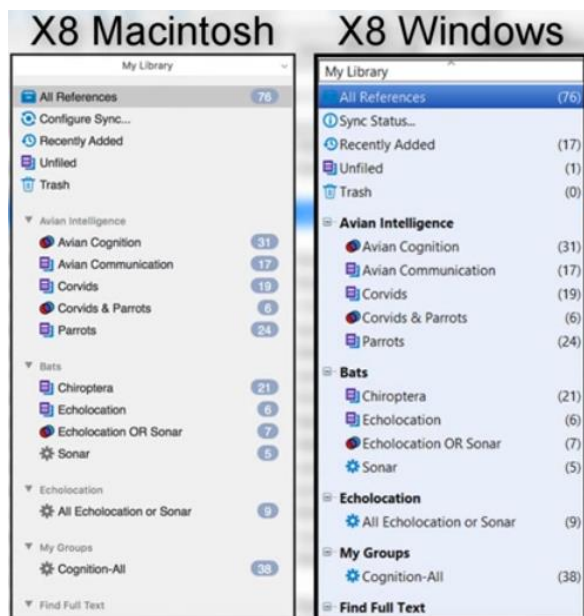 X8 Macintosh
My Library
All References 76
Configure Sync...
Recently Added
Unfiled
Trash
Avian Intelligence
Avian Cognition 31
Avian Communication 17
Corvids 19
Corvids & Parrots 6
Parrots 24
Bats
Chiroptera 21
Echolocation 6
Echolocation OR Sonar 7
Sonar 5
Echolocation
All Echolocation or Sonar 9
My Groups
Cognition-All 38
Find Full Text
X8 Windows
My Library
All References (76)
Sync Status...
Recently Added (17)
Unfiled (1)
Trash (0)
Avian Intelligence
Avian Cognition (31)
Avian Communication (17)
Corvids (19)
Corvids & Parrots (6)
Parrots (24)
Bats
Chiroptera (21)
Echolocation (6)
Echolocation OR Sonar (7)
Sonar (5)
Echolocation
All Echolocation or Sonar (9)
My Groups
Cognition-All (38)
Find Full Text